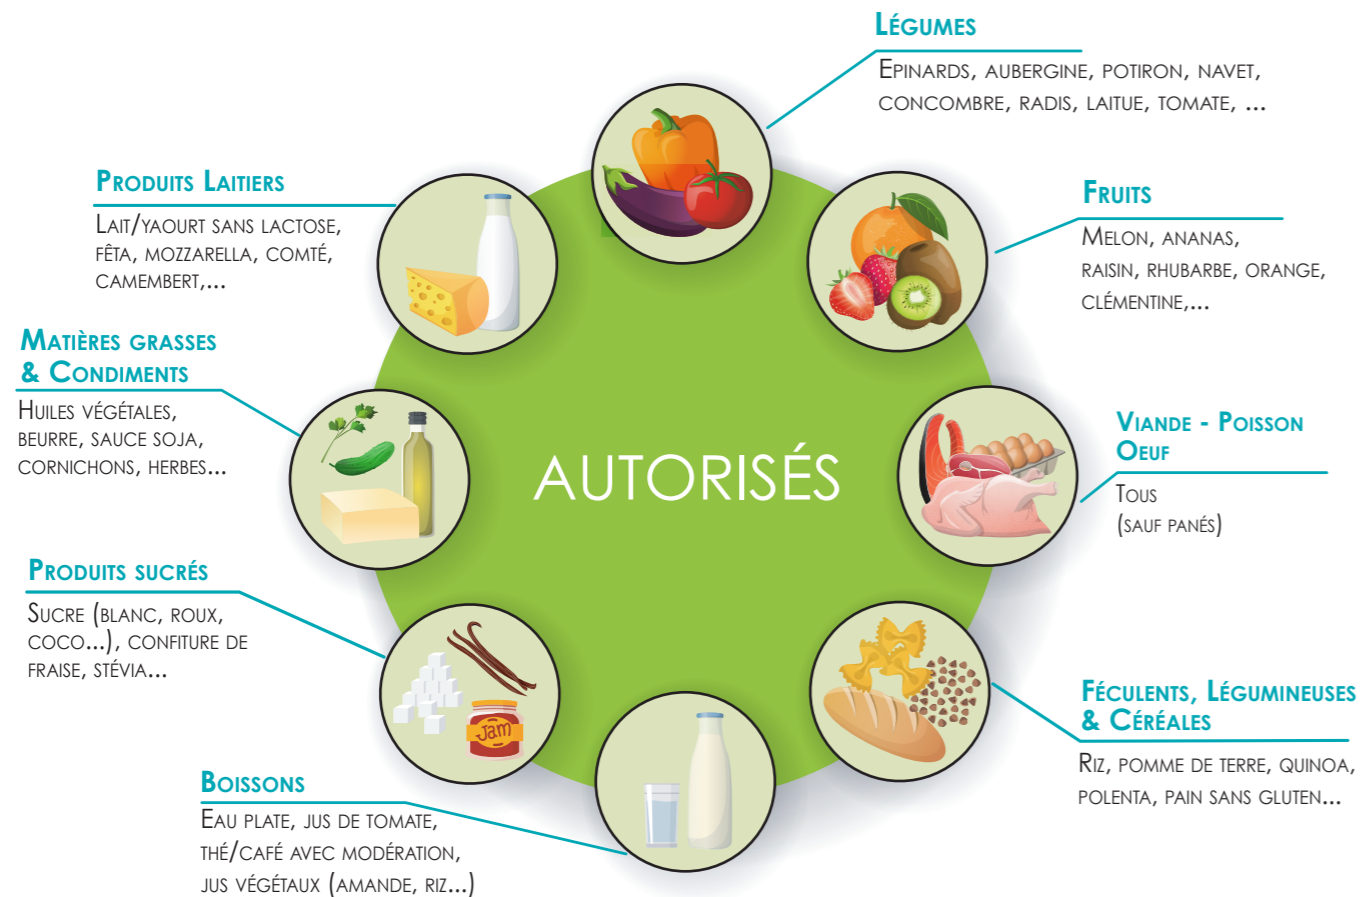 LÉGUMES
EPINARDS, AUBERGINE, POTIRON, NAVET,
CONCOMBRE, RADIS, LAITUE, TOMATE, ...
FRUITS
MELON, ANANAS,
RAISIN, RHUBARBE, ORANGE,
CLÉMENTINE,...
VIANDE - POISSON
OEUF
TOUS
(SAUF PANÉS)
FÉCULENTS, LÉGUMINEUSES
& CÉRÉALES
RIZ, POMME DE TERRE, QUINOA,
POLENTA, PAIN SANS GLUTEN...
BOISSONS
EAU PLATE, JUS DE TOMATE,
THÉ/CAFÉ AVEC MODÉRATION,
JUS VÉGÉTAUX (AMANDE, RIZ...)
PRODUITS SUCRÉS
SUCRE (BLANC, ROUX,
COCO...), CONFITURE DE
FRAISE, STÉVIA...
MATIÈRES GRASSES
& CONDIMENTS
HUILES VÉGÉTALES,
BEURRE, SAUCE SOJA,
CORNICHONS, HERBES...
PRODUITS LAITIERS
LAIT/YAOURT SANS LACTOSE,
FÊTA, MOZZARELLA, COMTÉ,
CAMEMBERT,...
AUTORISÉS
Jam